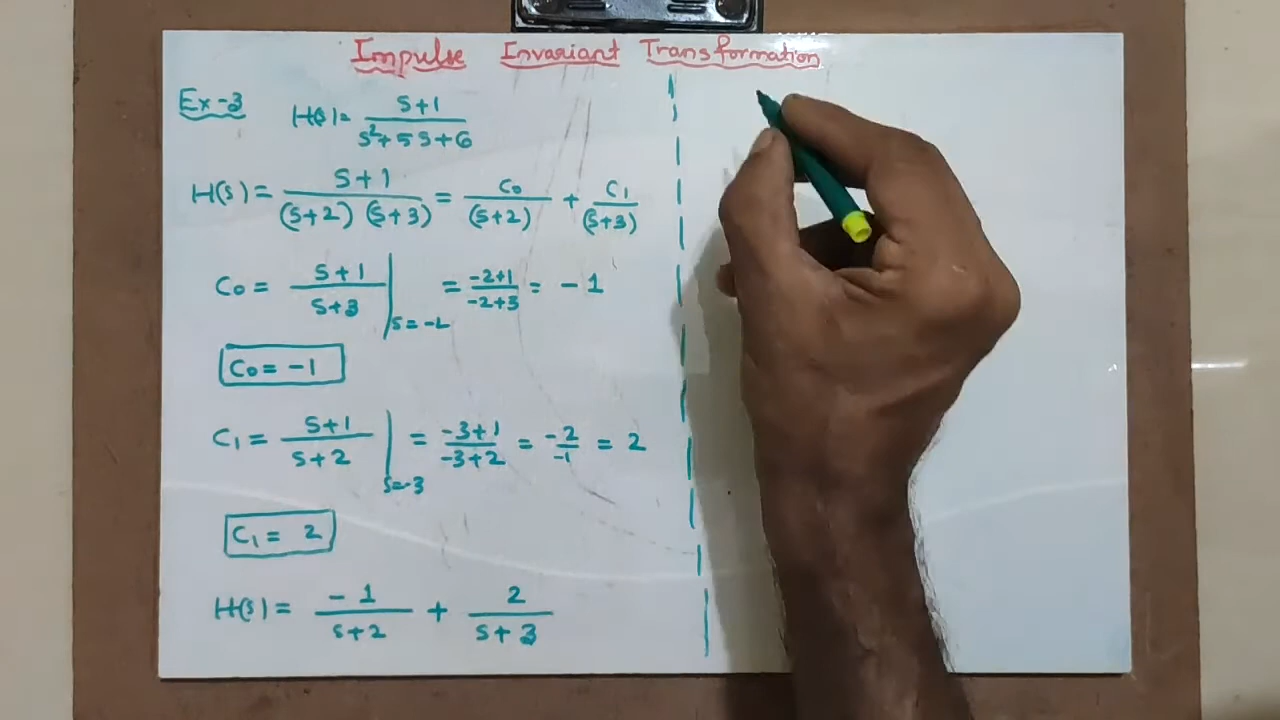 Impulse Invariant Transformation
Ex-3 H(s)= s+1 / s²+5s+6
H(s) = s+1 / (s+2) (s+3) = C₀ / (s+2) + C₁ / (s+3)
C₀ = s+1 / s+3 |s=-2 = -2+1 / -2+3 = -1
C₀ = -1
C₁ = s+1 / s+2 |s=-3 = -3+1 / -3+2 = -2 / -1 = 2
C₁ = 2
H(s) = -1 / s+2 + 2 / s+3